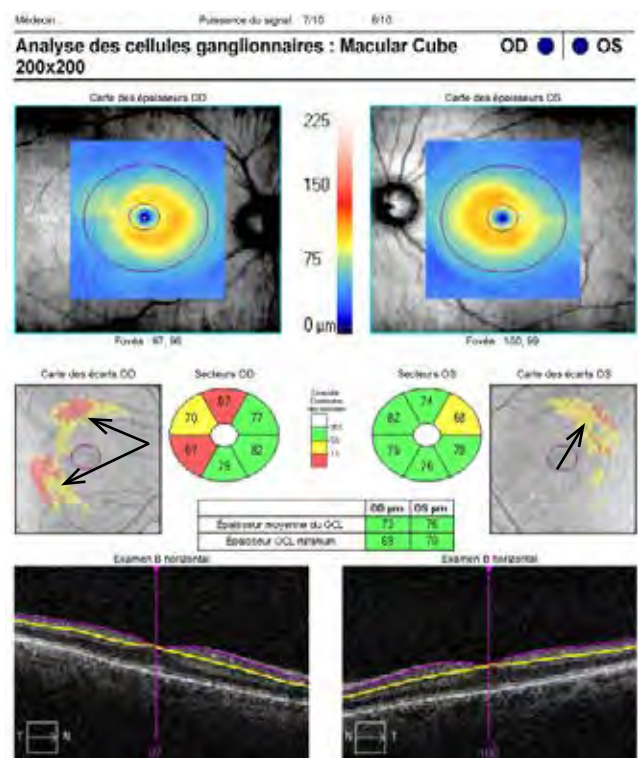 Médecin: Puissance du signal 7/10 6/10
Analyse des cellules ganglionnaires : Macular Cube OD OS
200x200
Carte des épaisseurs OD
Carte des épaisseurs OS
225
150
75
0 µm
Fovéa : 97, 96
Fovéa : 100, 99
Carte des écarts OD Secteurs OD Secteurs OS Carte des écarts OS
67
70 77
67 82
79
74
82 68
79 78
76
OD µm OS µm
Épaisseur moyenne du GCL 73 76
Épaisseur GCL minimum 69 70
Examen B horizontal Examen B horizontal
T N
N T
97